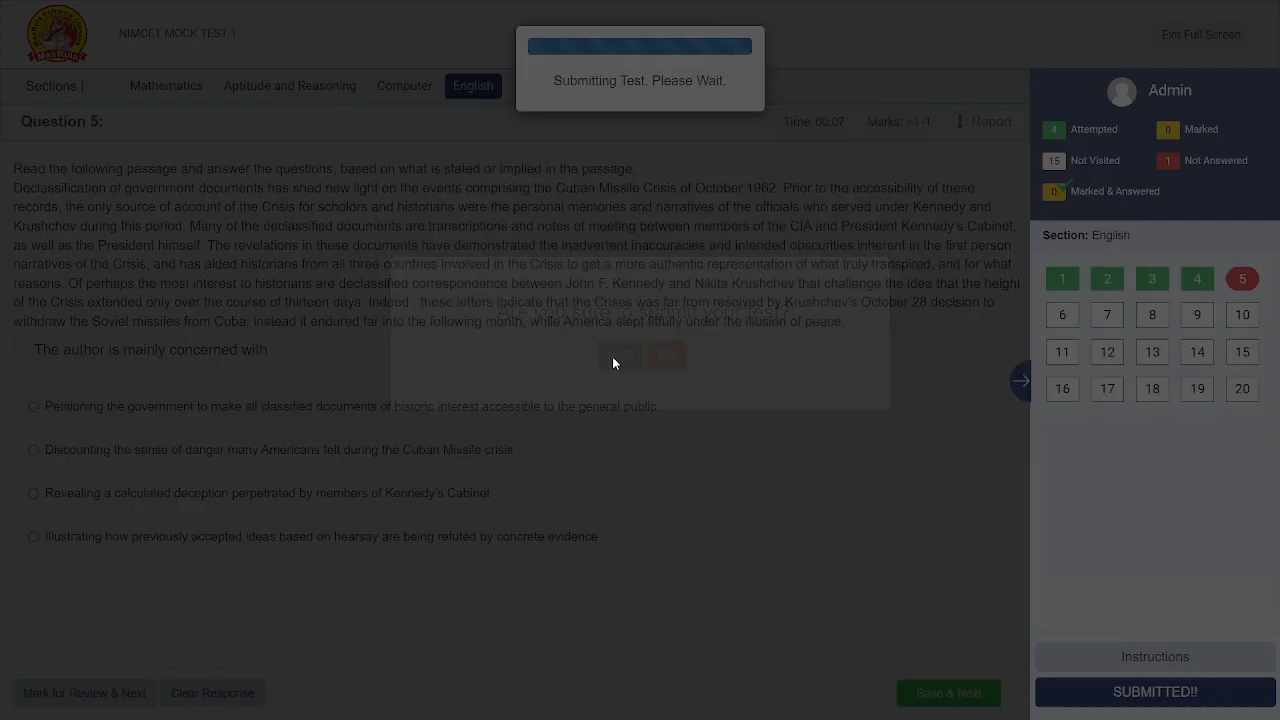 NIMCET MOCK TEST 1
Exit Full Screen
Submitting Test. Please Wait.
Sections |
Mathematics
Aptitude and Reasoning
Computer
English
Question 5:
Time: 00:07
Marks: +4 -1
! Report
Read the following passage and answer the questions, based on what is stated or implied in the passage:
Declassification of government documents has shed new light on the events comprising the Cuban Missile Crisis of October 1962. Prior to the accessibility of these
records, the only source of account of the Crisis for scholors and historians were the personal memories and narratives of the officials who served under Kennedy and
Krushchev during this period. Many of the declassified documents are transcriptions and notes of meeting between members of the CIA and President Kennedy's Cabinet,
as well as the President himself. The revelations in these documents have demonstrated the inadvertent inaccuracies and intended obscurities inherent in the first person
narratives of the Crisis, and has aided historians from all three countries involved in the Crisis to get a more authentic representation of what truly transpired, and for what
reasons. Of perhaps the most interest to historians are declassified correspondence between John F. Kennedy and Nikita Krushchev that challenge the idea that the height
of the Crisis extended only over the course of thirteen days. Indeed , these letters indicate that the Crises was far from resolved by Krushchev's October 28 decision to
withdraw the Soviet missiles from Cuba; instead it endured far into the following month, while America slept fitfully under the illusion of peace.
Are you sure to submit your test?
The author is mainly concerned with
No
Petitioning the government to make all classified documents of historic interest accessible to the general public
Discounting the sense of danger many Americans felt during the Cuban Missile crisis
Revealing a calculated deception perpetrated by members of Kennedy's Cabinet
Illustrating how previously accepted ideas based on hearsay are being refuted by concrete evidence
Mark for Review & Next
Clear Response
Save & Next
Admin
4 Attempted
0 Marked
15 Not Visited
1 Not Answered
0 Marked & Answered
Section: English
1 2 3 4 5
6 7 8 9 10
11 12 13 14 15
16 17 18 19 20
Instructions
SUBMITTED!!